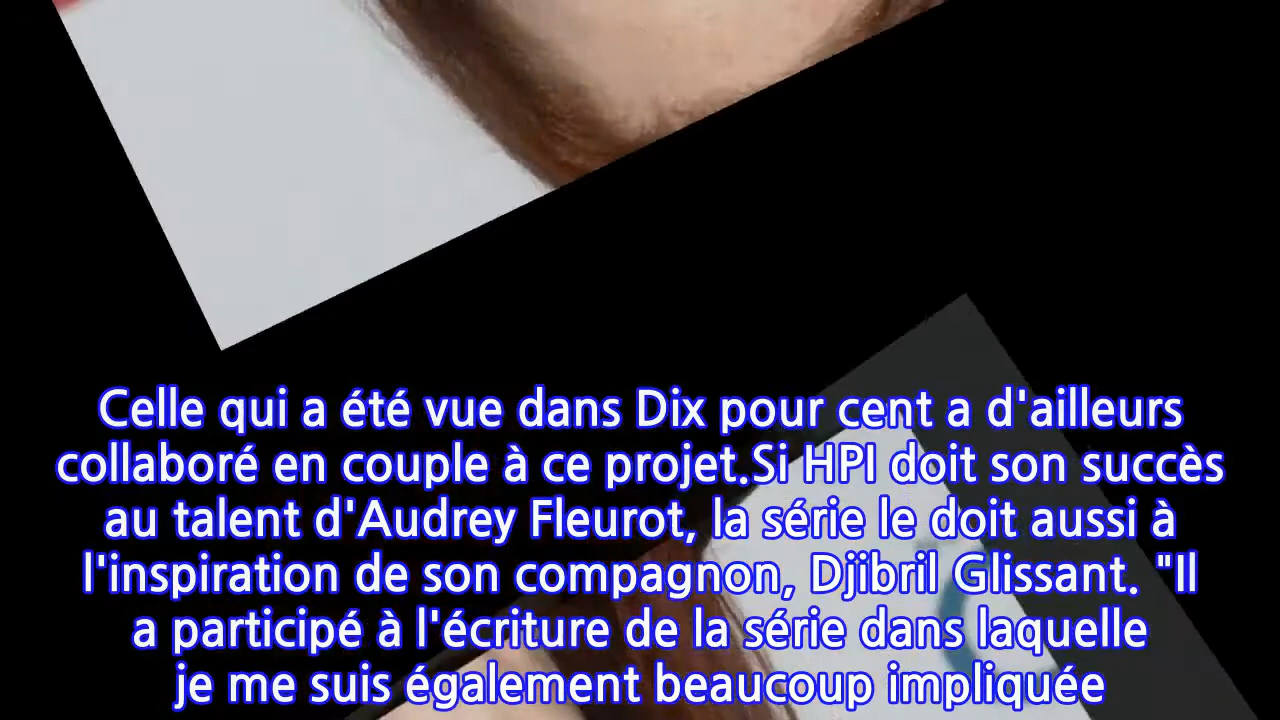 Celle qui a été vue dans Dix pour cent a d'ailleurs
collaboré en couple à ce projet.Si HPI doit son succès
au talent d'Audrey Fleurot, la série le doit aussi à
l'inspiration de son compagnon, Djibril Glissant. "Il
a participé à l'écriture de la série dans laquelle
je me suis également beaucoup impliquée